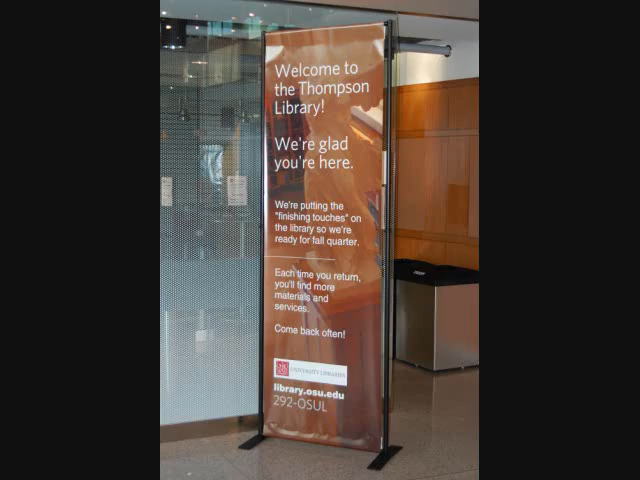 Welcome to
the Thompson
Library!
We're glad
you're here.
We're putting the
"finishing touches" on
the library so we're
ready for fall quarter.
Each time you return,
you'll find more
materials and
services.
Come back often!
UNIVERSITY LIBRARIES
library.osu.edu
292-OSUL